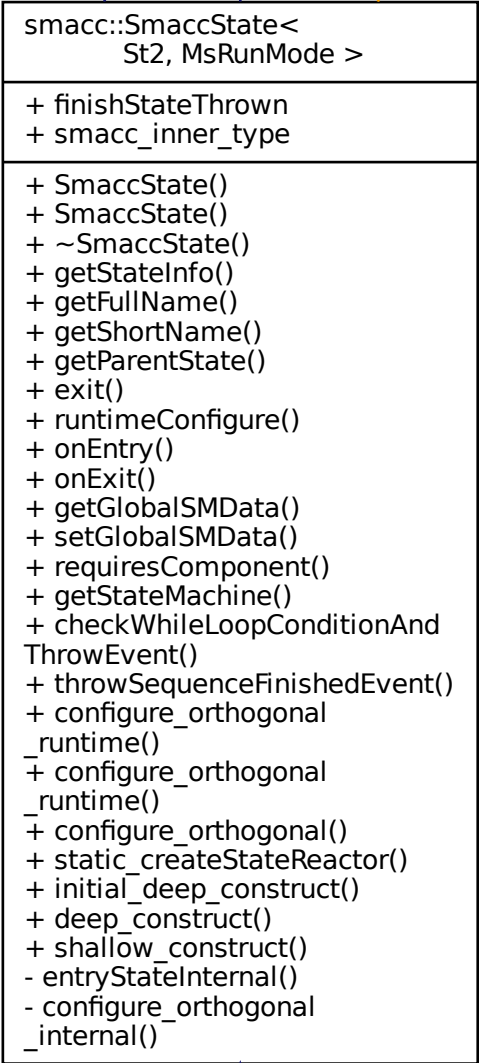 smacc::SmaccState<
St2, MsRunMode >
+ finishStateThrown
+ smacc_inner_type
+ SmaccState()
+ SmaccState()
+ ~SmaccState()
+ getStateInfo()
+ getFullName()
+ getShortName()
+ getParentState()
+ exit()
+ runtimeConfigure()
+ onEntry()
+ onExit()
+ getGlobalSMData()
+ setGlobalSMData()
+ requiresComponent()
+ getStateMachine()
+ checkWhileLoopConditionAnd
ThrowEvent()
+ throwSequenceFinishedEvent()
+ configure_orthogonal
_runtime()
+ configure_orthogonal
_runtime()
+ configure_orthogonal()
+ static_createStateReactor()
+ initial_deep_construct()
+ deep_construct()
+ shallow_construct()
- entryStateInternal()
- configure_orthogonal
_internal()